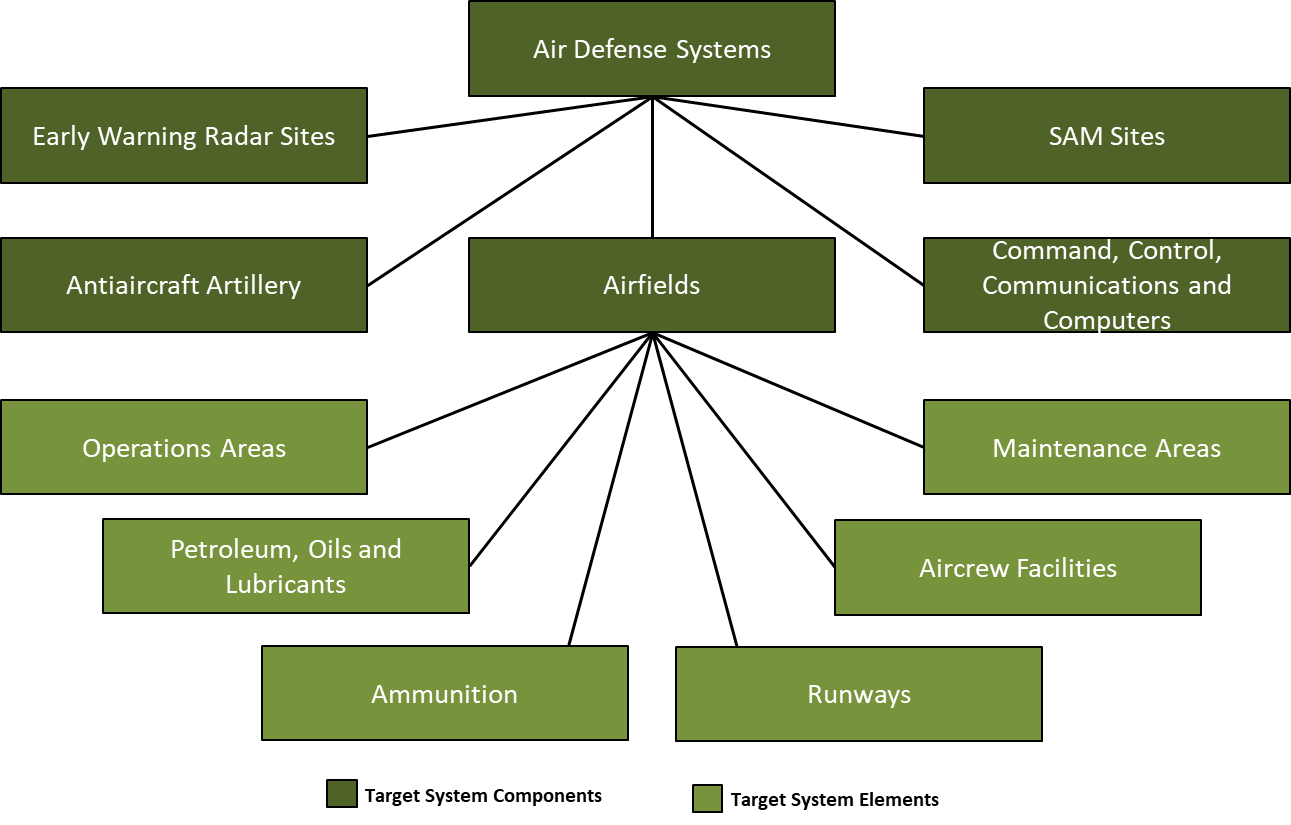 Air Defense Systems
Early Warning Radar Sites
SAM Sites
Antiaircraft Artillery
Airfields
Command, Control,
Communications and
Computers
Operations Areas
Maintenance Areas
Petroleum, Oils and
Lubricants
Aircrew Facilities
Ammunition
Runways
Target System Components
Target System Elements